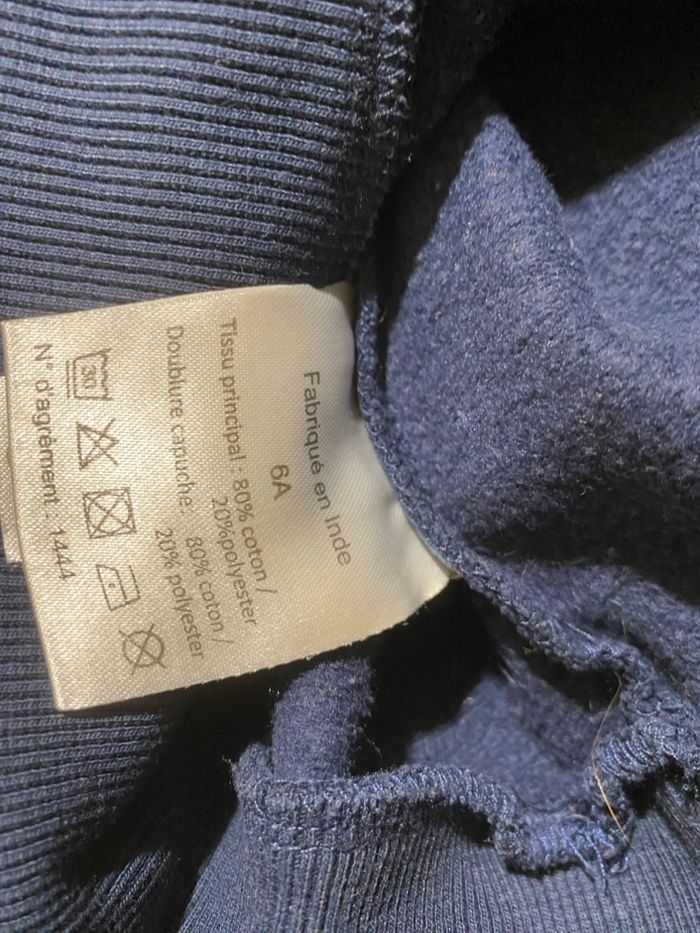 Fabriqué en Inde
6A
Tissu principal : 80% coton /
20%polyester
Doublure capuche : 80% coton /
20% polyester
30
N° d'agrément : 1444